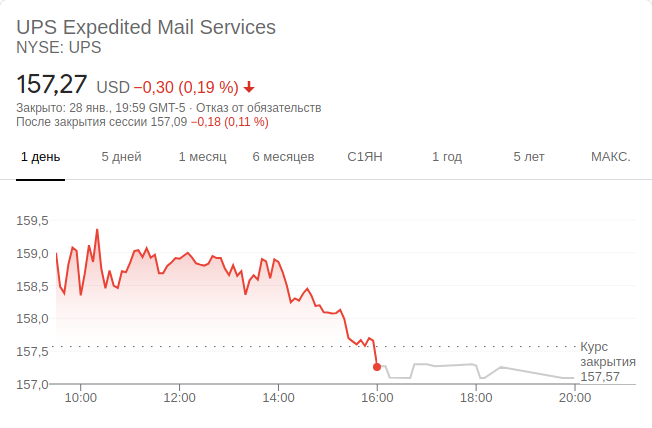 UPS Expedited Mail Services
NYSE: UPS
157,27 USD −0,30 (0,19 %)
Закрыто: 28 янв., 19:59 GMT-5 · Отказ от обязательств
После закрытия сессии 157,09 −0,18 (0,11 %)
1 день 5 дней 1 месяц 6 месяцев С1ЯН 1 год 5 лет МАКС.
159,5
159,0
158,5
158,0
157,5
157,0
Курс
закрытия
157,57
10:00 12:00 14:00 16:00 18:00 20:00